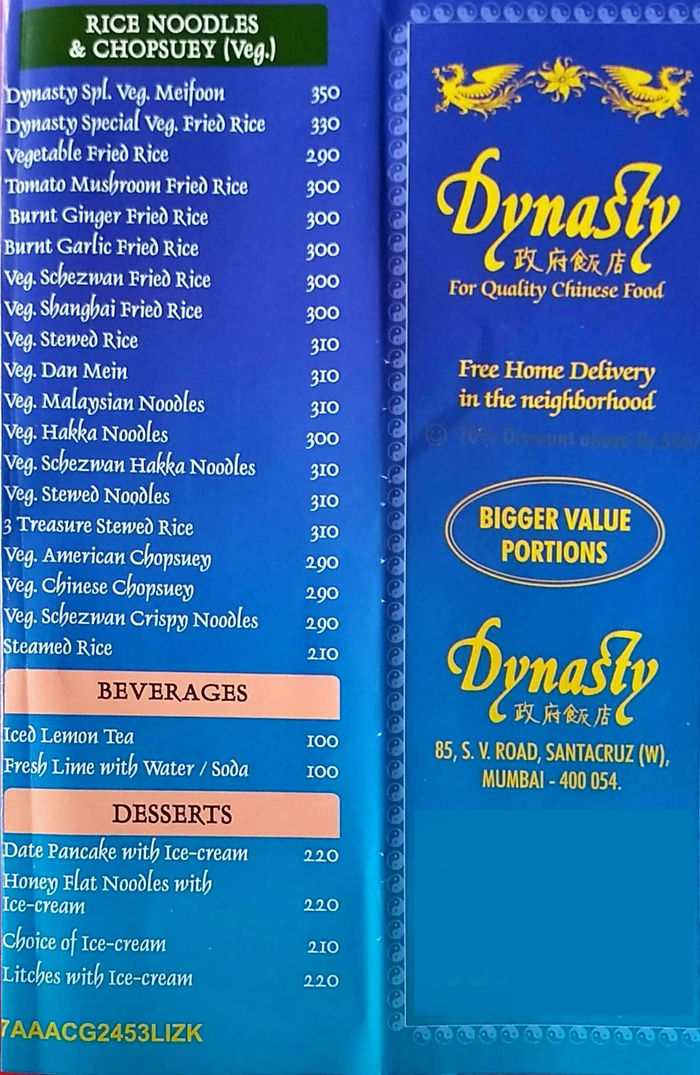 RICE NOODLES
& CHOPSUEY (Veg.)
Dynasty Spl. Veg. Meifoon 350
Dynasty Special Veg. Fried Rice 330
Vegetable Fried Rice 290
Tomato Mushroom Fried Rice 300
Burnt Ginger Fried Rice 300
Burnt Garlic Fried Rice 300
Veg. Schezwan Fried Rice 300
Veg. Shanghai Fried Rice 300
Veg. Stewed Rice 310
Veg. Dan Mein 310
Veg. Malaysian Noodles 310
Veg. Hakka Noodles 300
Veg. Schezwan Hakka Noodles 310
Veg. Stewed Noodles 310
3 Treasure Stewed Rice 310
Veg. American Chopsuey 290
Veg. Chinese Chopsuey 290
Veg. Schezwan Crispy Noodles 290
Steamed Rice 210
BEVERAGES
Iced Lemon Tea 100
Fresh Lime with Water / Soda 100
DESSERTS
Date Pancake with Ice-cream 220
Honey Flat Noodles with
Ice-cream 220
Choice of Ice-cream 210
Litches with Ice-cream 220
7AAACG2453LIZK
Dynasty
政府飯店
For Quality Chinese Food
Free Home Delivery
in the neighborhood
10% Discount above Rs.500
BIGGER VALUE
PORTIONS
Dynasty
政府飯店
85, S. V. ROAD, SANTACRUZ (W),
MUMBAI - 400 054.